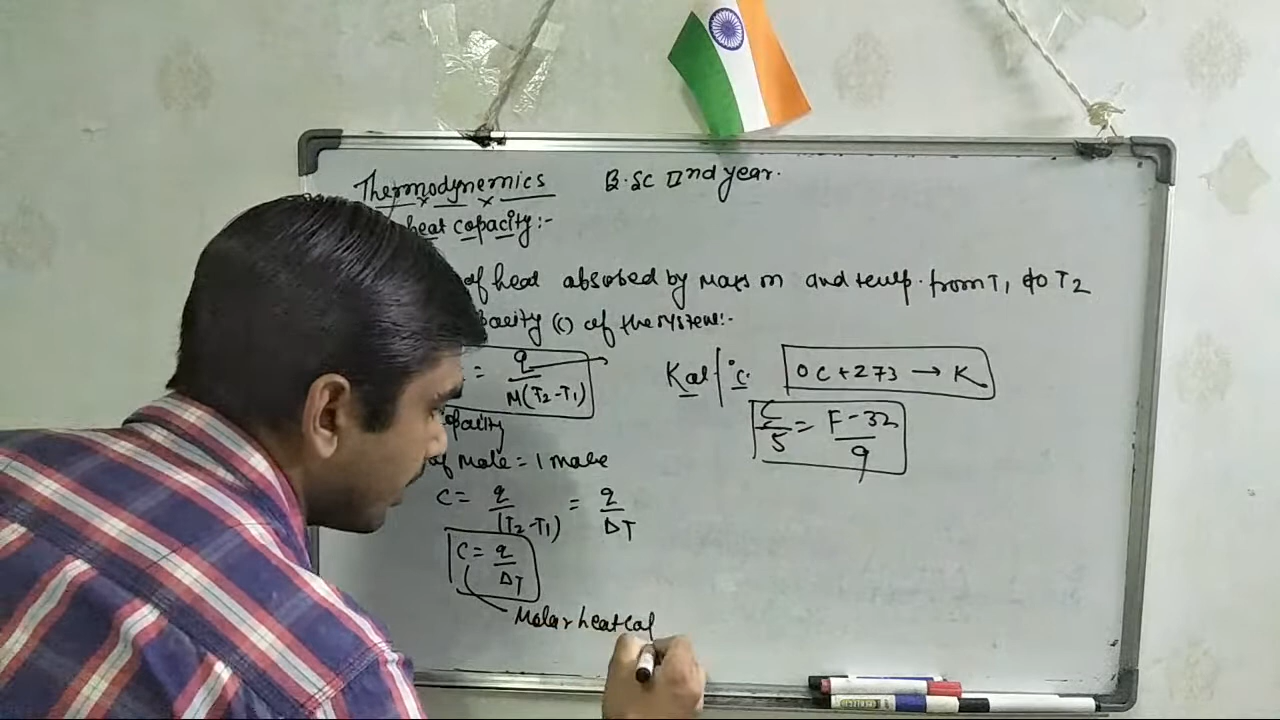 Thermodynemics B.Sc IInd year.
heat capacity:-
of heat absorbed by mass m and temp. from T1 to T2
pacity (C) of the system:-
= q / M(T2-T1)
Kal/°C. 0C+273 → K
C/5 = F-32/9
apacity
of mole = 1 mole
C = q/(T2-T1) = q/ΔT
C = q/ΔT
Molar heat cap